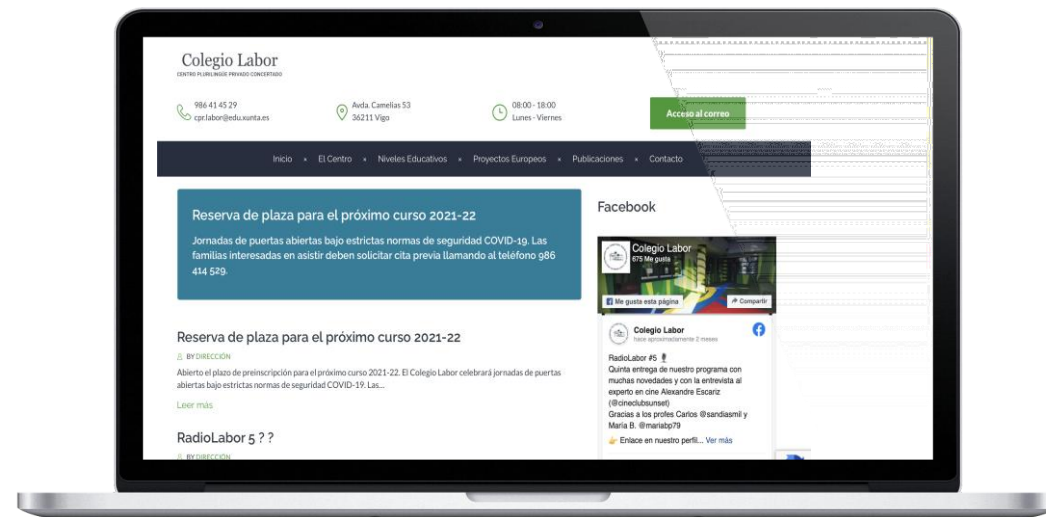 Colegio Labor
CENTRO PLURILINGÜE PRIVADO CONCERTADO
986 41 45 29
cpr.labor@edu.xunta.es
Avda. Camelias 53
36211 Vigo
08:00 - 18:00
Lunes - Viernes
Acceso al correo
Inicio
El Centro
Niveles Educativos
Proyectos Europeos
Publicaciones
Contacto
Reserva de plaza para el próximo curso 2021-22
Jornadas de puertas abiertas bajo estrictas normas de seguridad COVID-19. Las
familias interesadas en asistir deben solicitar cita previa llamando al teléfono 986
414 529.
Reserva de plaza para el próximo curso 2021-22
BY DIRECCIÓN
Abierto el plazo de preinscripción para el próximo curso 2021-22. El Colegio Labor celebrará jornadas de puertas
abiertas bajo estrictas normas de seguridad COVID-19. Las...
Leer más
RadioLabor 5 ? ?
BY DIRECCIÓN
Facebook
Colegio Labor
675 Me gusta
Me gusta esta página
Compartir
Colegio Labor
hace aproximadamente 2 meses
RadioLabor #5
Quinta entrega de nuestro programa con
muchas novedades y con la entrevista al
experto en cine Alexandre Escariz
(@cineclubsunset)
Gracias a los profes Carlos @sandiasmil y
María B. @mariabp79
Enlace en nuestro perfil... Ver más